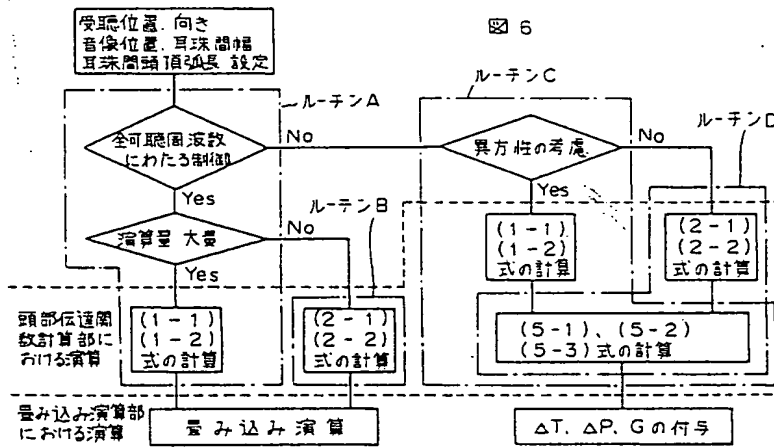 図 6
受聴位置、向き
音像位置、耳珠間幅
耳珠間頭頂弧長 設定
ルーチンA
ルーチンC
ルーチンD
全可聴周波数
にわたる制御
No
異方性の考慮
No
Yes
Yes
ルーチンB
演算量 大費
No
(1-1)
(1-2)
式の計算
(2-1)
(2-2)
式の計算
Yes
頭部伝達関
数計算部に
おける演算
(1-1)
(1-2)
式の計算
(2-1)
(2-2)
式の計算
(5-1)、(5-2)
(5-3) 式の計算
畳み込み演算部
における演算
畳み込み演算
ΔT、ΔP、Gの付与